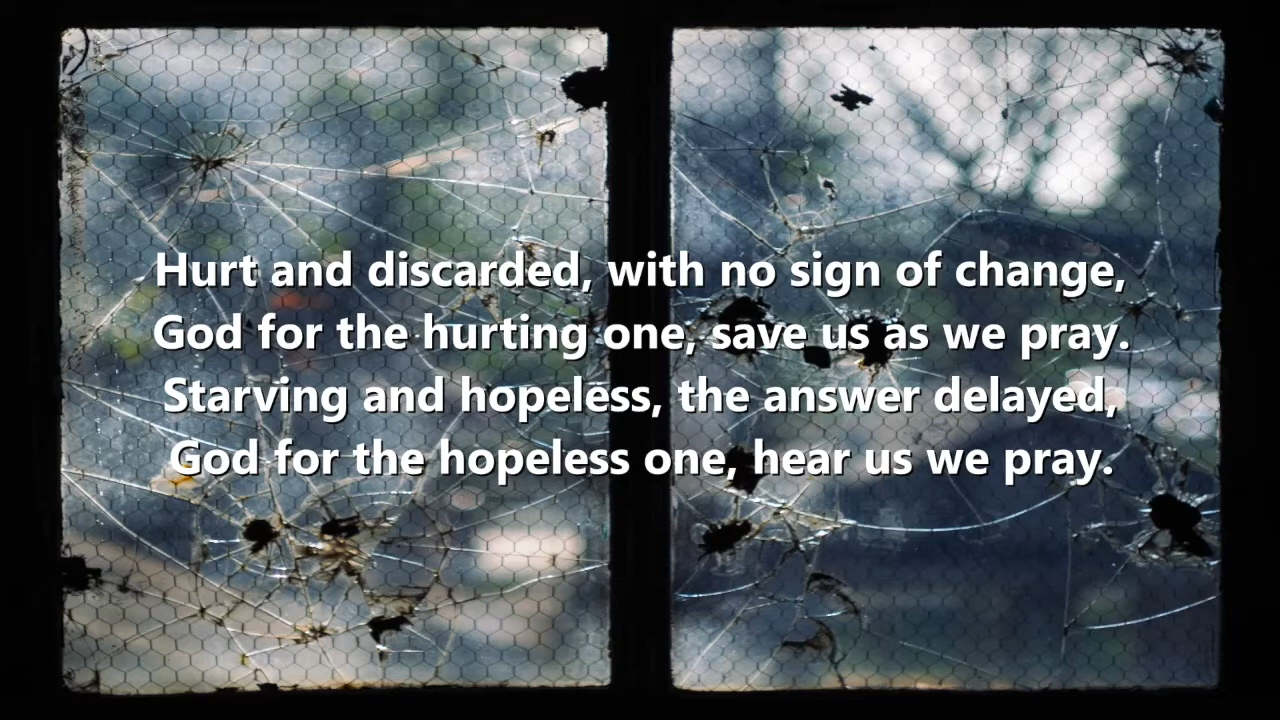 Hurt and discarded, with no sign of change,
God for the hurting one, save us as we pray.
Starving and hopeless, the answer delayed,
God for the hopeless one, hear us we pray.